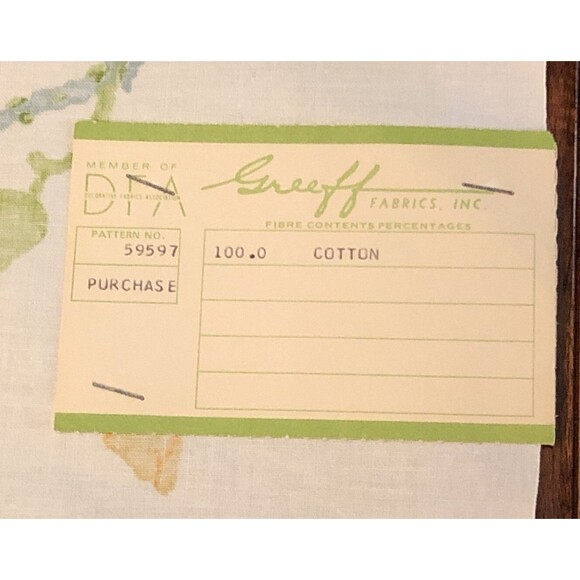 MEMBER OF
DFA
DECORATIVE FABRICS ASSOCIATION
Greeff
FABRICS, INC.
FIBRE CONTENTS PERCENTAGES
PATTERN NO.
59597
PURCHASE
100.0 COTTON